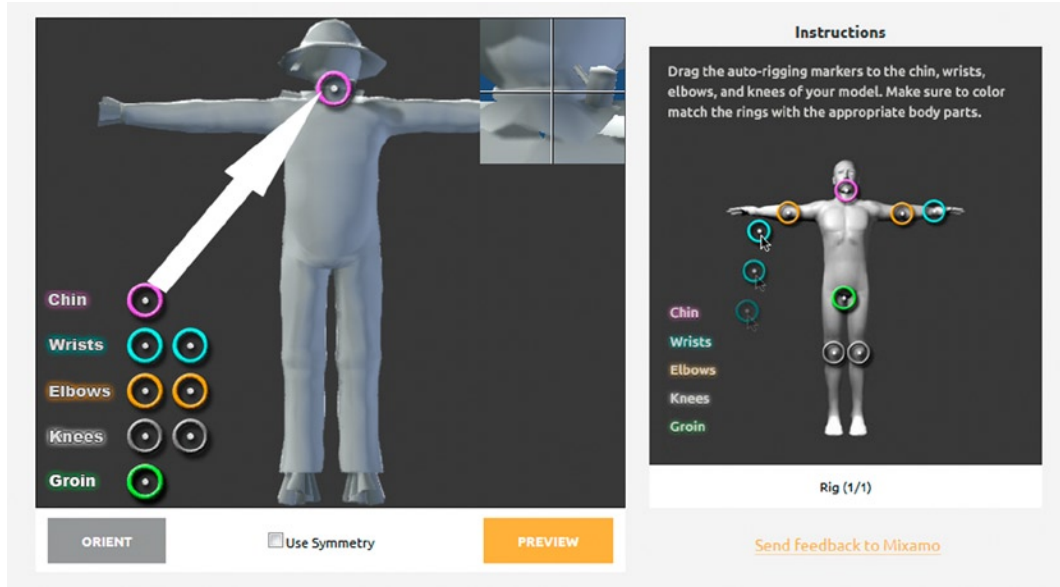 Chin
Wrists
Elbows
Knees
Groin
ORIENT
Use Symmetry
PREVIEW
Instructions
Drag the auto-rigging markers to the chin, wrists,
elbows, and knees of your model. Make sure to color
match the rings with the appropriate body parts.
Chin
Wrists
Elbows
Knees
Groin
Rig (1/1)
Send feedback to Mixamo